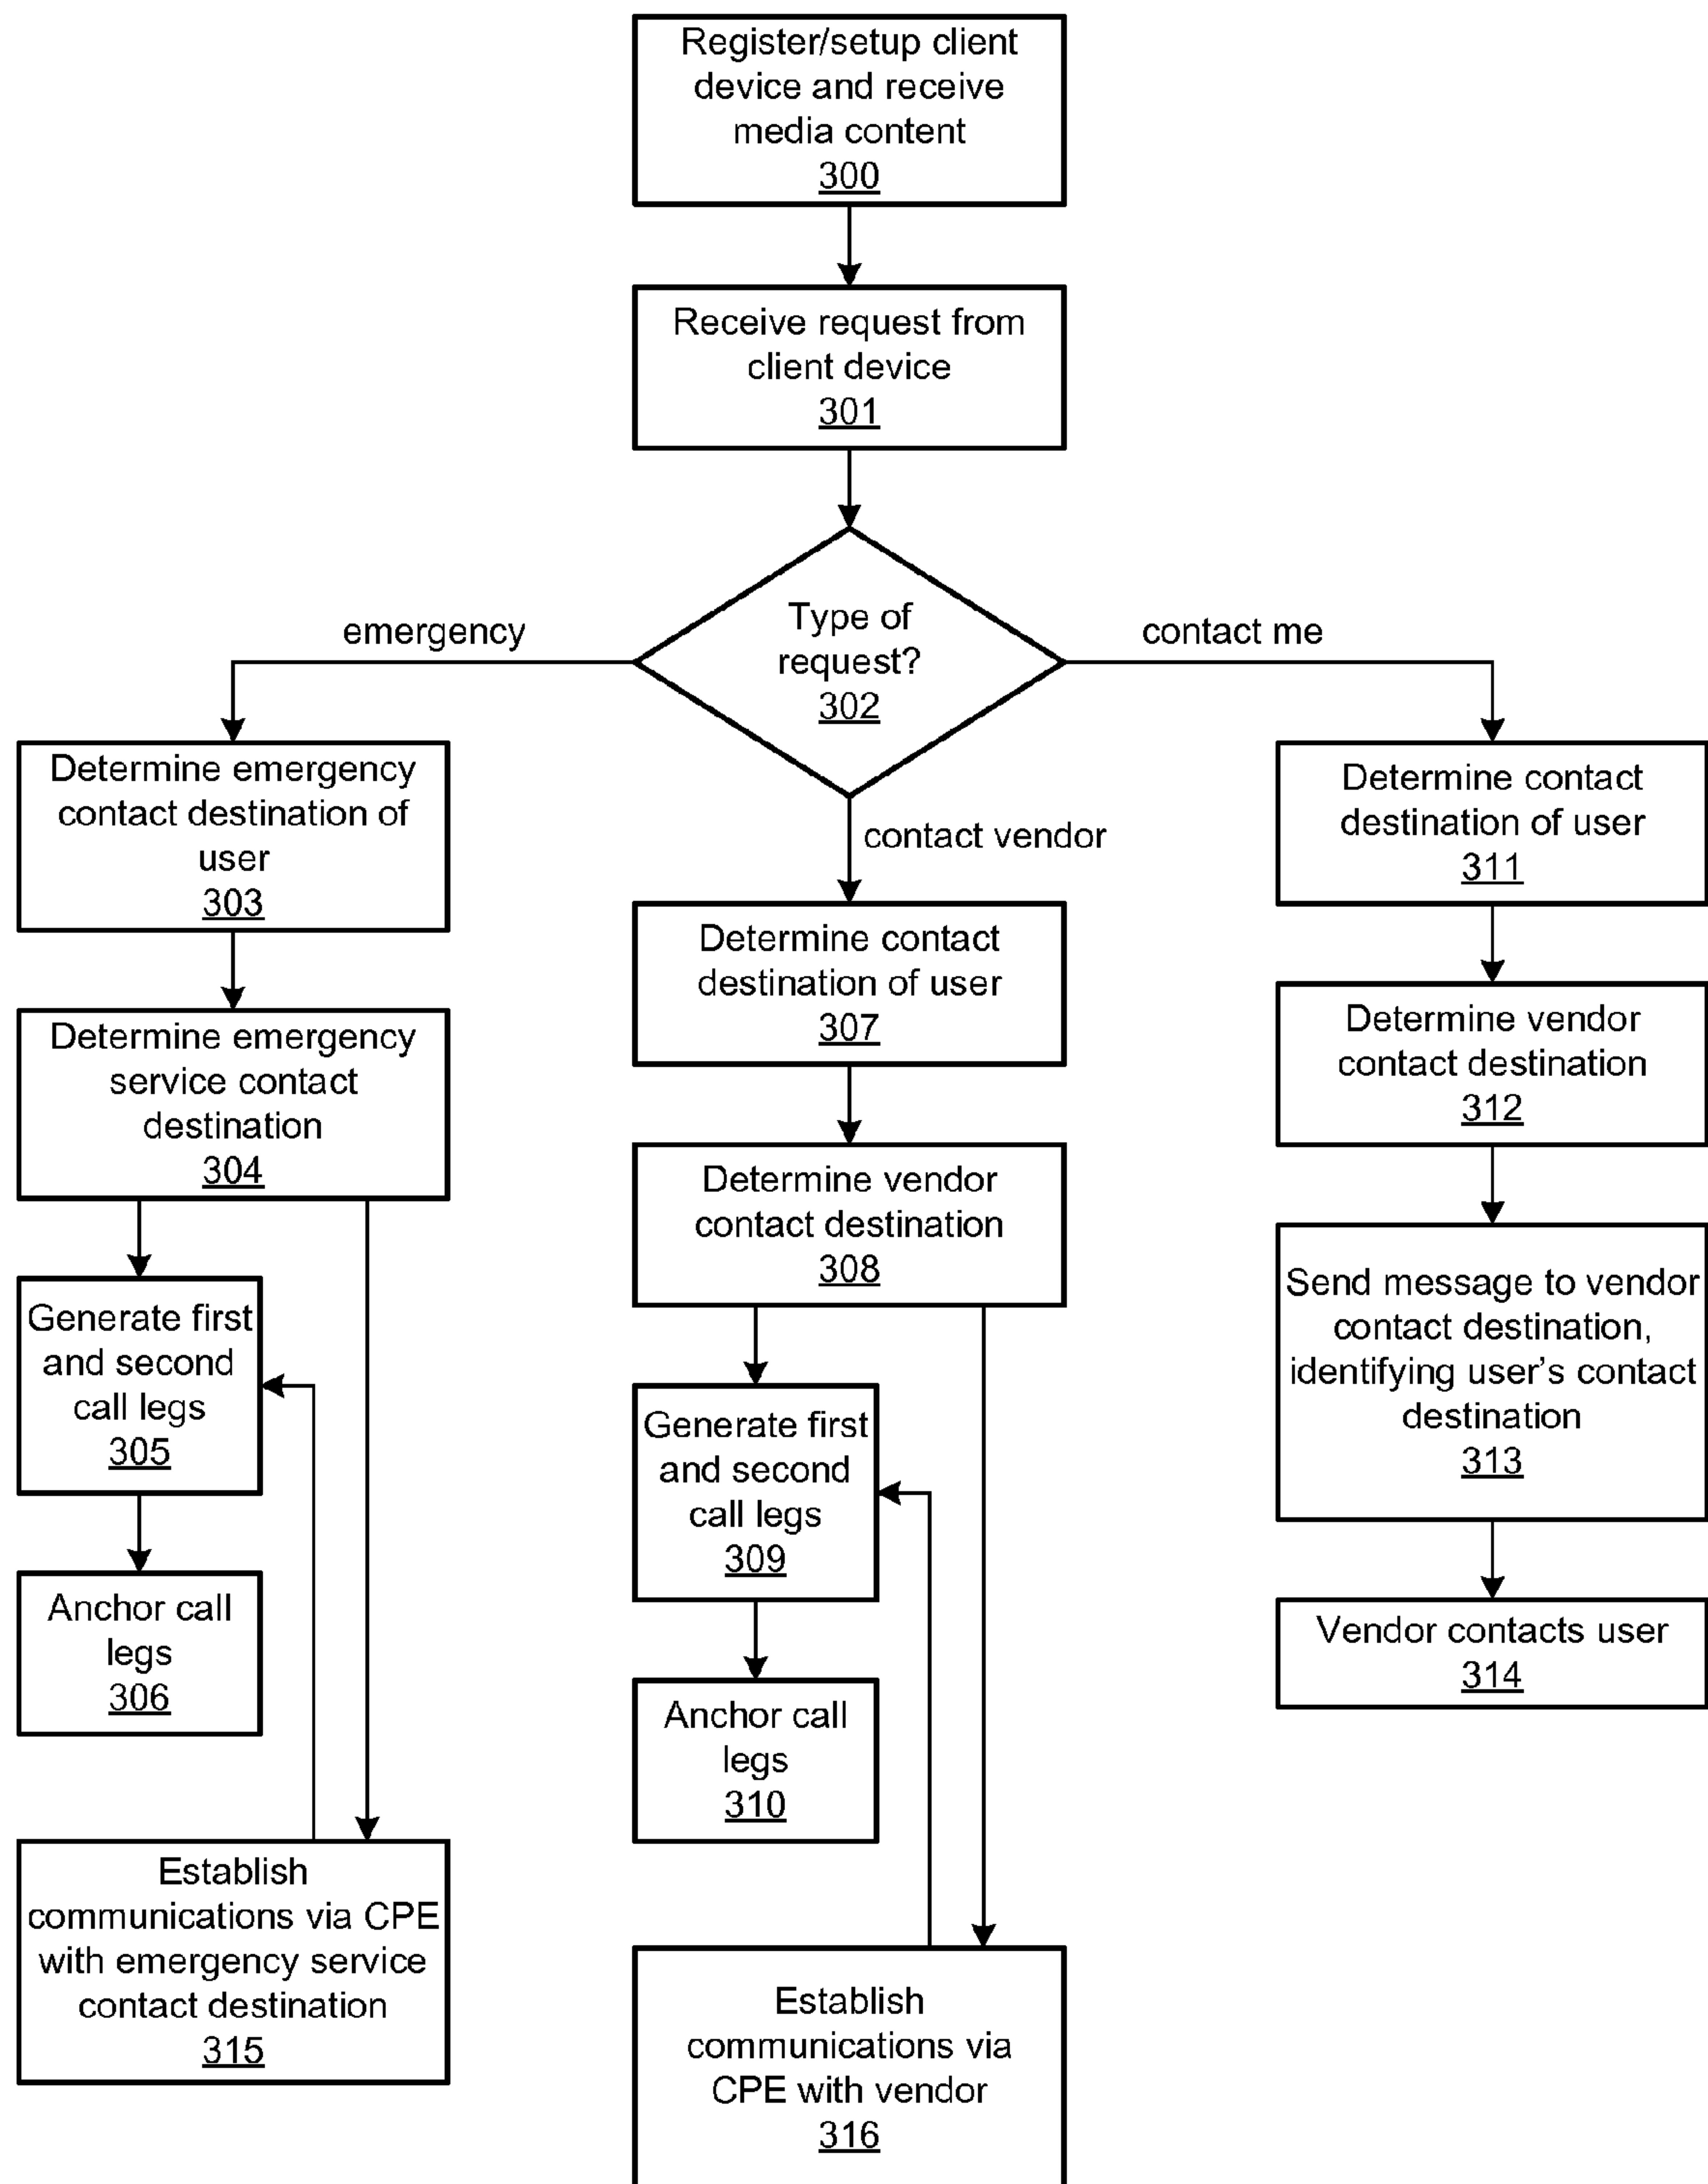 Register/setup client
device and receive
media content
300
Receive request from
client device
301
Type of
request?
302
emergency
contact me
contact vendor
Determine emergency
contact destination of
user
303
Determine emergency
service contact
destination
304
Generate first
and second
call legs
305
Anchor call
legs
306
Establish
communications via CPE
with emergency service
contact destination
315
Determine contact
destination of user
307
Determine vendor
contact destination
308
Generate first
and second
call legs
309
Anchor call
legs
310
Establish
communications via
CPE with vendor
316
Determine contact
destination of user
311
Determine vendor
contact destination
312
Send message to vendor
contact destination,
identifying user's contact
destination
313
Vendor contacts user
314